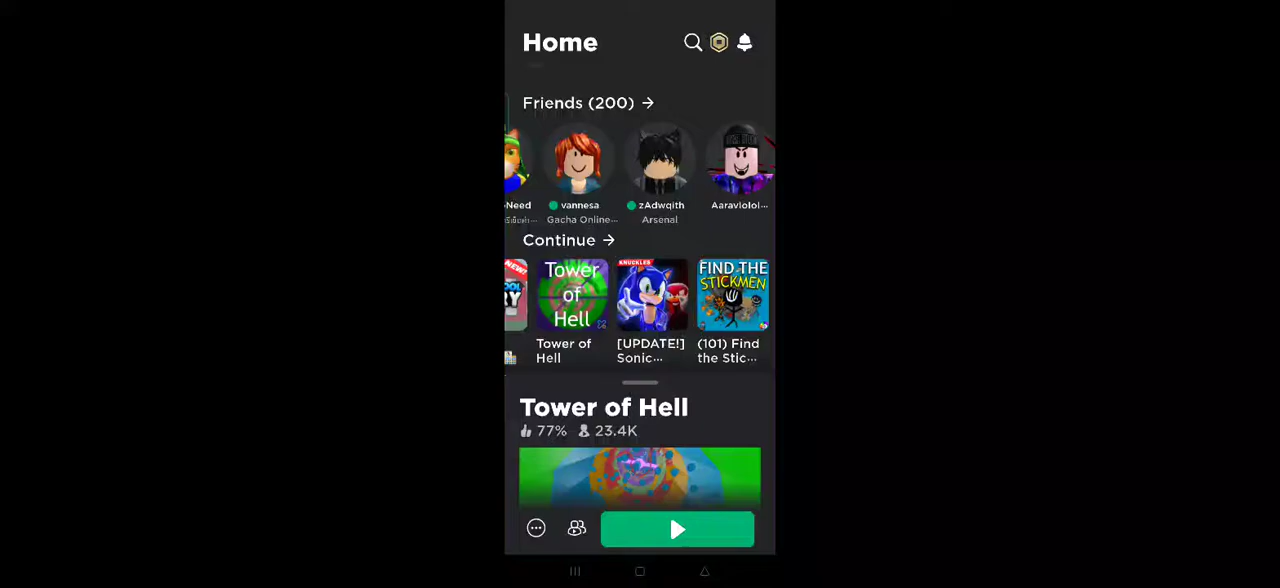 Home
Friends (200) →
Need
vannesa
zAdwqith
Aaraviolol...
Gacha Online...
Arsenal
Continue →
NEW!
Tower
of
Hell
KNUCKLES
FIND THE
STICKMEN
Tower of
Hell
[UPDATE!]
Sonic...
(101) Find
the Stic...
Tower of Hell
77% 23.4K